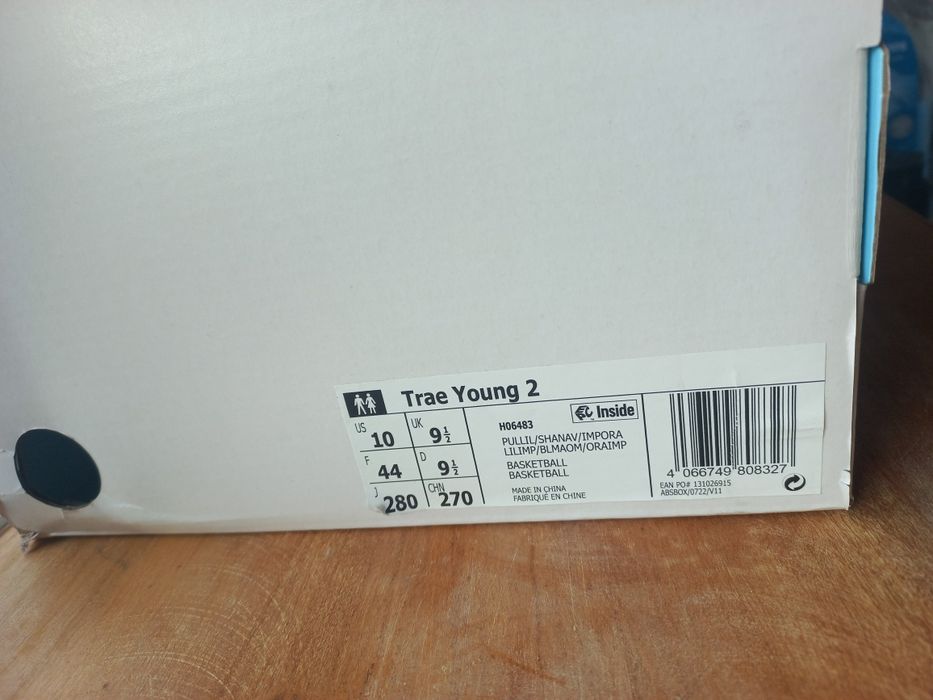 Trae Young 2
US 10 UK 9½
F 44 D 9½
J 280 CHN 270
Inside
H06483
PULLIL/SHANAV/IMPORA
LILIMP/BLMAOM/ORAIMP
BASKETBALL
BASKETBALL
MADE IN CHINA
FABRIQUÉ EN CHINE
4 066749 808327
EAN PO# 131026915
ABSBOX/0722/V11